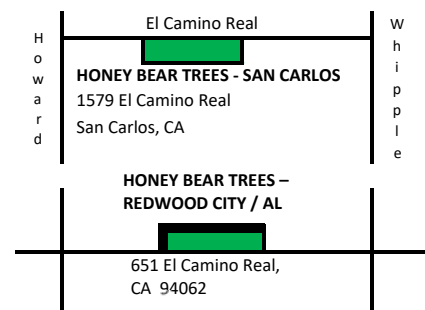 El Camino Real
Howard
Whipple
HONEY BEAR TREES - SAN CARLOS
1579 El Camino Real
San Carlos, CA
HONEY BEAR TREES –
REDWOOD CITY / AL
651 El Camino Real,
CA 94062